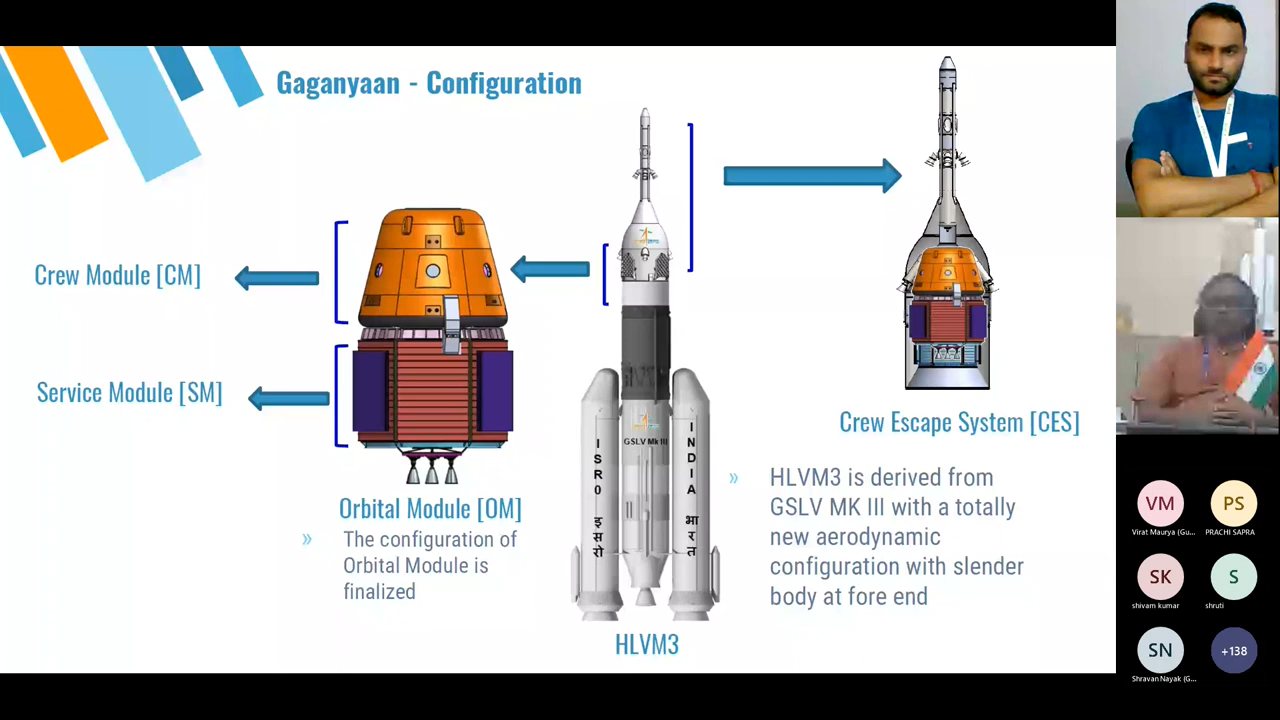 Gaganyaan - Configuration
Crew Module [CM]
Service Module [SM]
Orbital Module [OM]
» The configuration of
Orbital Module is
finalized
GSLV Mk III
ISRO इसरो
INDIA भारत
HLVM3
Crew Escape System [CES]
» HLVM3 is derived from
GSLV MK III with a totally
new aerodynamic
configuration with slender
body at fore end
VM
Virat Maurya (Gu...
PS
PRACHI SAPRA
SK
shivam kumar
S
shruti
SN
Shravan Nayak (G...
+138